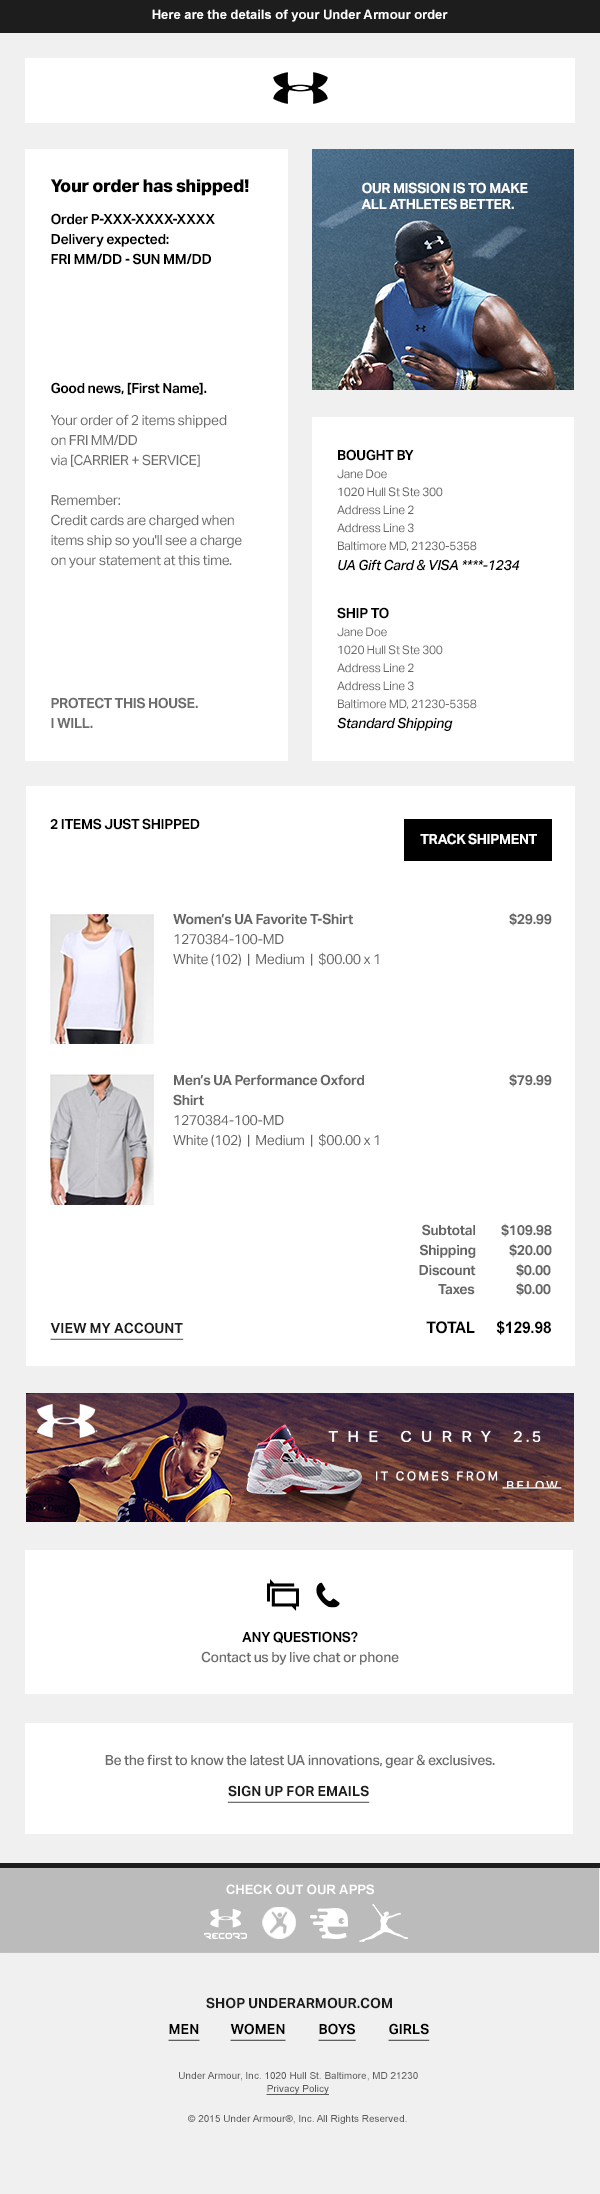 Here are the details of your Under Armour order
Your order has shipped!
Order P-XXX-XXXX-XXXX
Delivery expected:
FRI MM/DD - SUN MM/DD
Good news, [First Name].
Your order of 2 items shipped
on FRI MM/DD
via [CARRIER + SERVICE]
Remember:
Credit cards are charged when
items ship so you'll see a charge
on your statement at this time.
PROTECT THIS HOUSE.
I WILL.
OUR MISSION IS TO MAKE
ALL ATHLETES BETTER.
BOUGHT BY
Jane Doe
1020 Hull St Ste 300
Address Line 2
Address Line 3
Baltimore MD, 21230-5358
UA Gift Card & VISA ****-1234
SHIP TO
Jane Doe
1020 Hull St Ste 300
Address Line 2
Address Line 3
Baltimore MD, 21230-5358
Standard Shipping
2 ITEMS JUST SHIPPED
TRACK SHIPMENT
Women's UA Favorite T-Shirt $29.99
1270384-100-MD
White (102) | Medium | $00.00 x 1
Men's UA Performance Oxford $79.99
Shirt
1270384-100-MD
White (102) | Medium | $00.00 x 1
Subtotal $109.98
Shipping $20.00
Discount $0.00
Taxes $0.00
VIEW MY ACCOUNT TOTAL $129.98
THE CURRY 2.5
IT COMES FROM BELOW
ANY QUESTIONS?
Contact us by live chat or phone
Be the first to know the latest UA innovations, gear & exclusives.
SIGN UP FOR EMAILS
CHECK OUT OUR APPS
RECORD
SHOP UNDERARMOUR.COM
MEN WOMEN BOYS GIRLS
Under Armour, Inc. 1020 Hull St. Baltimore, MD 21230
Privacy Policy
© 2015 Under Armour®, Inc. All Rights Reserved.